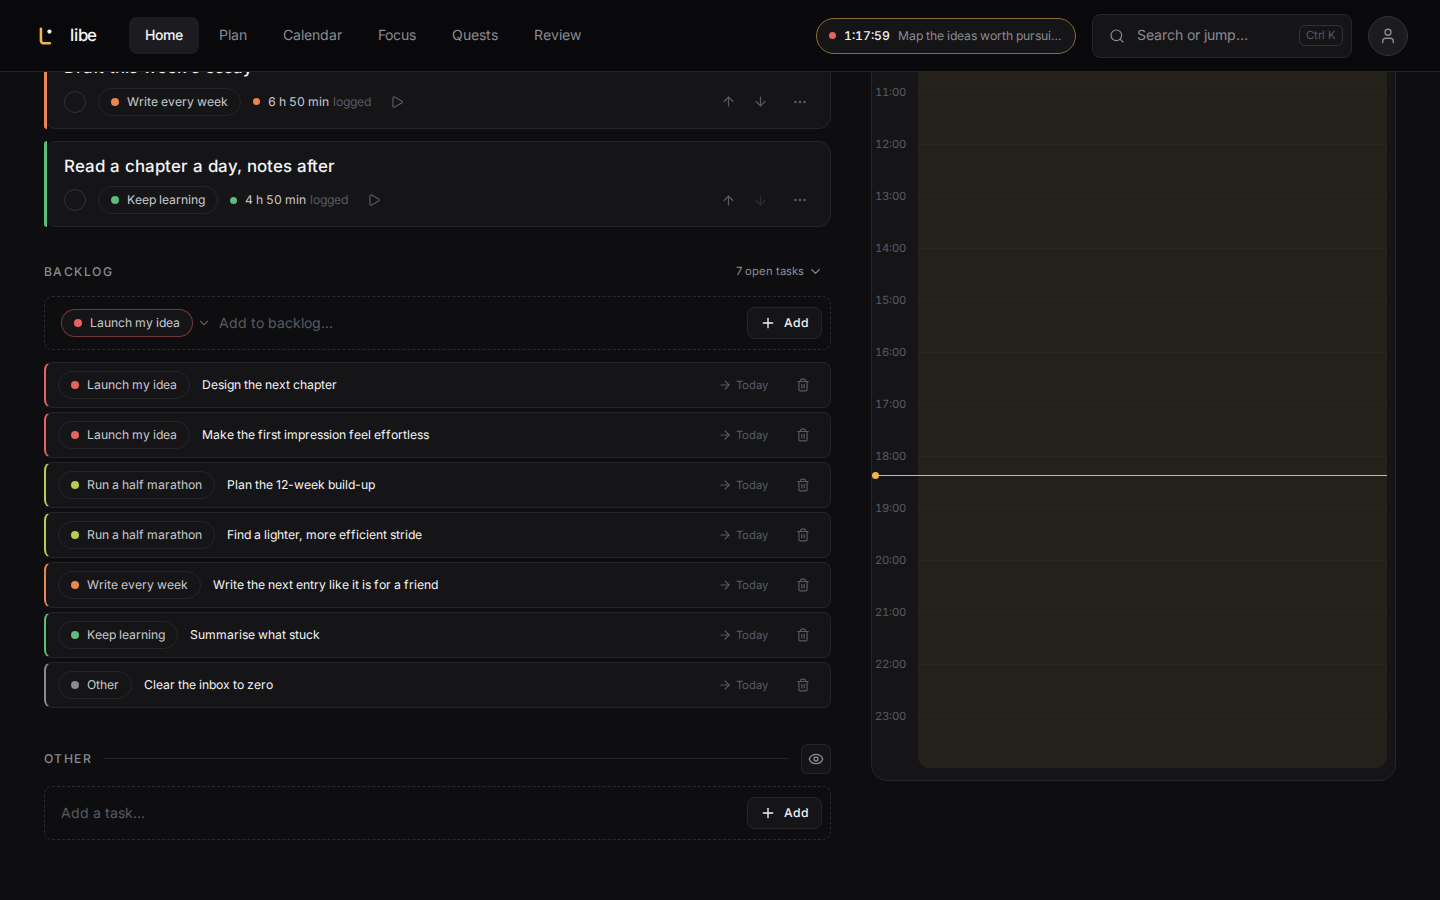 libe
Home
Plan
Calendar
Focus
Quests
Review
1:17:59 Map the ideas worth pursui...
Search or jump...
Ctrl K
Write every week
6 h 50 min logged
Read a chapter a day, notes after
Keep learning
4 h 50 min logged
BACKLOG
7 open tasks
Launch my idea
Add to backlog...
Add
Launch my idea
Design the next chapter
Today
Launch my idea
Make the first impression feel effortless
Today
Run a half marathon
Plan the 12-week build-up
Today
Run a half marathon
Find a lighter, more efficient stride
Today
Write every week
Write the next entry like it is for a friend
Today
Keep learning
Summarise what stuck
Today
Other
Clear the inbox to zero
Today
OTHER
Add a task...
Add
11:00
12:00
13:00
14:00
15:00
16:00
17:00
18:00
19:00
20:00
21:00
22:00
23:00